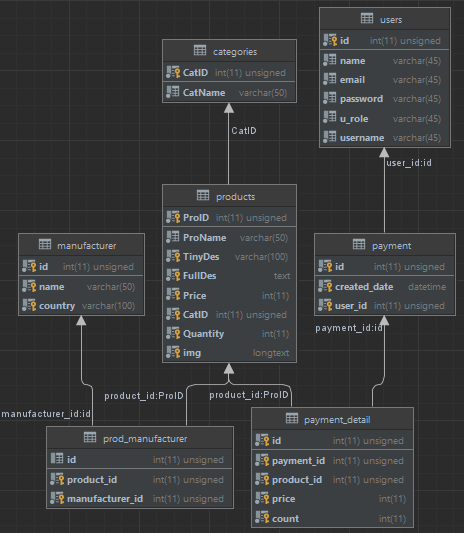 users
id int(11) unsigned
name varchar(45)
email varchar(45)
password varchar(45)
u_role varchar(45)
username varchar(45)
categories
CatID int(11) unsigned
CatName varchar(50)
CatID
user_id:id
products
ProID int(11) unsigned
ProName varchar(50)
TinyDes varchar(100)
FullDes text
Price int(11)
CatID int(11) unsigned
Quantity int(11)
img longtext
manufacturer
id int(11) unsigned
name varchar(50)
country varchar(100)
payment
id int(11) unsigned
created_date datetime
user_id int(11) unsigned
payment_id:id
product_id:ProID
product_id:ProID
manufacturer_id:id
prod_manufacturer
id int(11) unsigned
product_id int(11) unsigned
manufacturer_id int(11) unsigned
payment_detail
id int(11) unsigned
payment_id int(11) unsigned
product_id int(11) unsigned
price int(11)
count int(11)